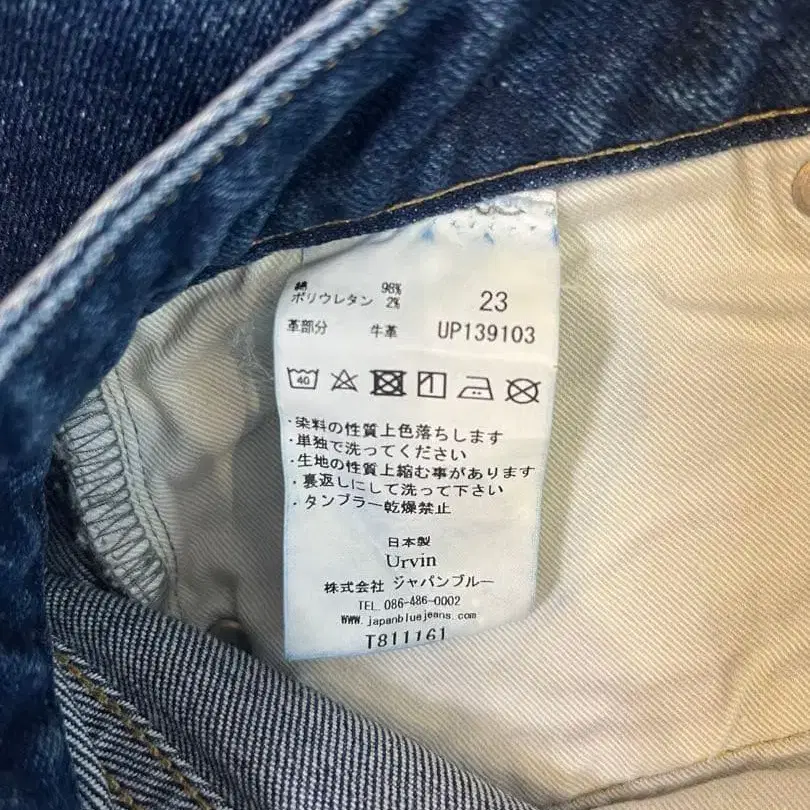 綿 98%
ポリウレタン 2%
23
革部分 牛革 UP139103
40
・染料の性質上色落ちします
・単独で洗ってください
・生地の性質上縮む事があります
・裏返しにして洗って下さい
・タンブラー乾燥禁止
日本製
Urvin
株式会社 ジャパンブルー
TEL 086-486-0002
www.japanbluejeans.com
T811161